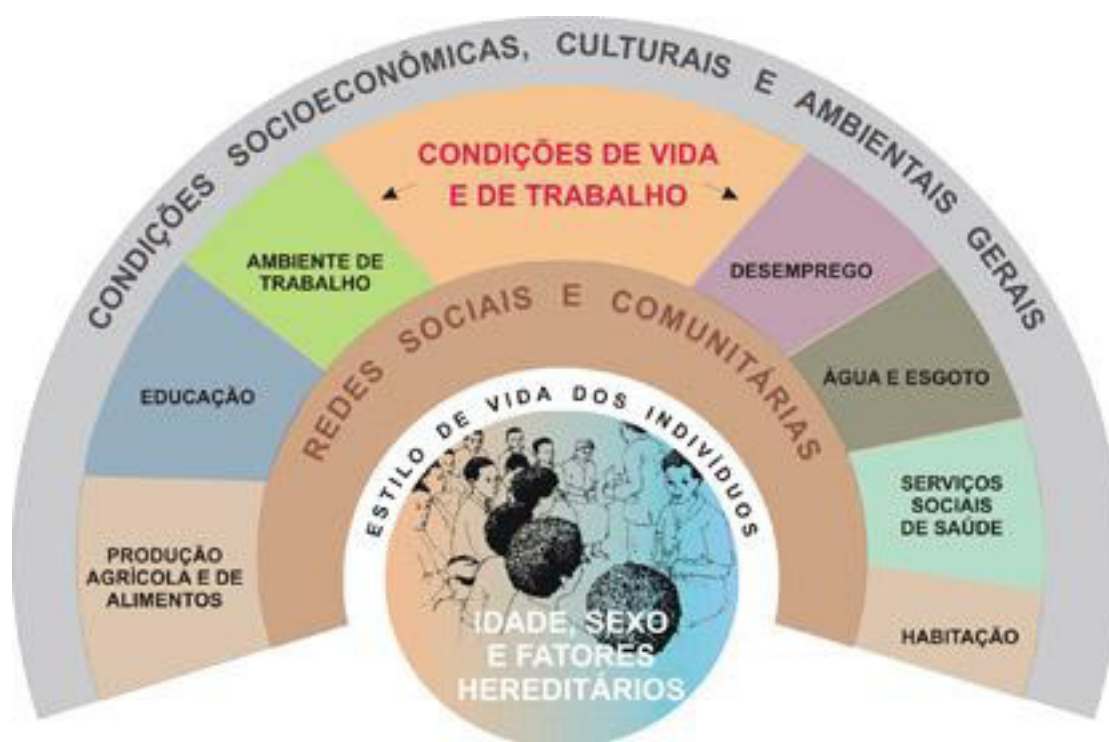 CONDIÇÕES SOCIOECONÔMICAS, CULTURAIS E AMBIENTAIS GERAIS
CONDIÇÕES DE VIDA
E DE TRABALHO
AMBIENTE DE
TRABALHO
DESEMPREGO
REDES SOCIAIS E COMUNITÁRIAS
EDUCAÇÃO
ÀGUA E ESGOTO
ESTILO DE VIDA DOS INDIVÍDUOS
SERVIÇOS
SOCIAIS
DE SAÚDE
PRODUÇÃO
AGRÍCOLA E DE
ALIMENTOS
HABITAÇÃO
IDADE, SEXO
E FATORES
HEREDITÁRIOS